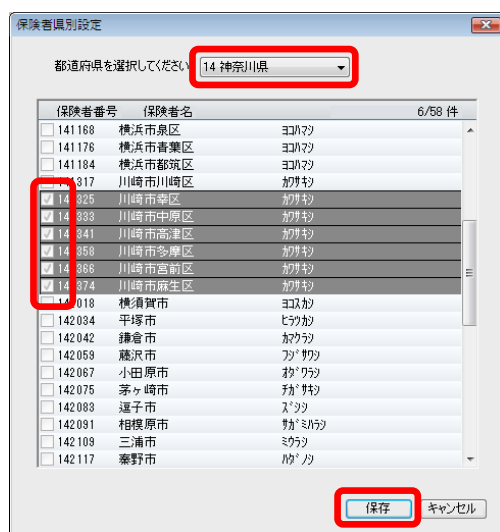 保険者県別設定
都道府県を選択してください 14 神奈川県
保険者番号 保険者名 6/58 件
141168 横浜市泉区 ﾖｺﾊﾏｼ
141176 横浜市青葉区 ﾖｺﾊﾏｼ
141184 横浜市都筑区 ﾖｺﾊﾏｼ
141317 川崎市川崎区 ｶﾜｻｷｼ
141325 川崎市幸区 ｶﾜｻｷｼ
141333 川崎市中原区 ｶﾜｻｷｼ
141341 川崎市高津区 ｶﾜｻｷｼ
141358 川崎市多摩区 ｶﾜｻｷｼ
141366 川崎市宮前区 ｶﾜｻｷｼ
141374 川崎市麻生区 ｶﾜｻｷｼ
142018 横須賀市 ﾖｺｽｶｼ
142034 平塚市 ﾋﾗﾂｶｼ
142042 鎌倉市 ｶﾏｸﾗｼ
142059 藤沢市 ﾌｼﾞｻﾜｼ
142067 小田原市 ｵﾀﾞﾜﾗｼ
142075 茅ヶ崎市 ﾁｶﾞｻｷｼ
142083 逗子市 ｽﾞｼｼ
142091 相模原市 ｻｶﾞﾐﾊﾗｼ
142109 三浦市 ﾐｳﾗｼ
142117 秦野市 ﾊﾀﾞﾉｼ
保存 キャンセル